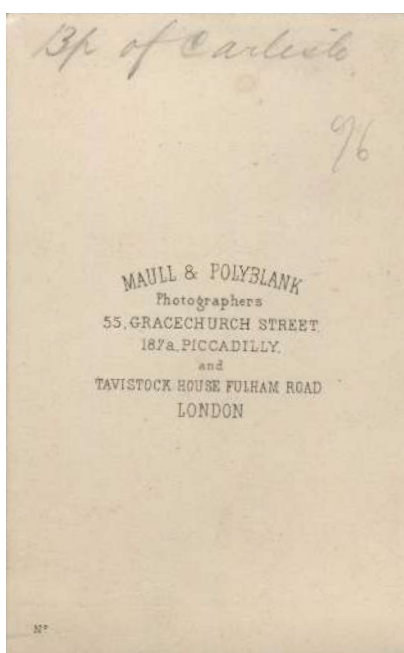 Bp of Carlisle
96
MAULL & POLYBLANK
Photographers
55, GRACECHURCH STREET,
187a, PICCADILLY,
and
TAVISTOCK HOUSE FULHAM ROAD
LONDON
Nº